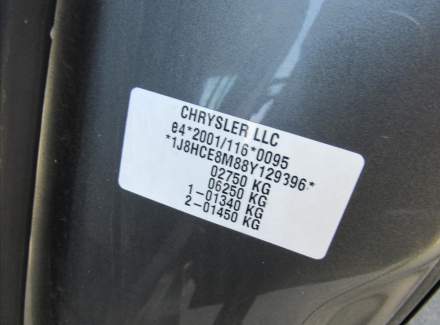 CHRYSLER LLC
e4*2001/116*0095
*1J8HCE8M88Y129396*
02750 KG
06250 KG
1-01340 KG
2-01450 KG